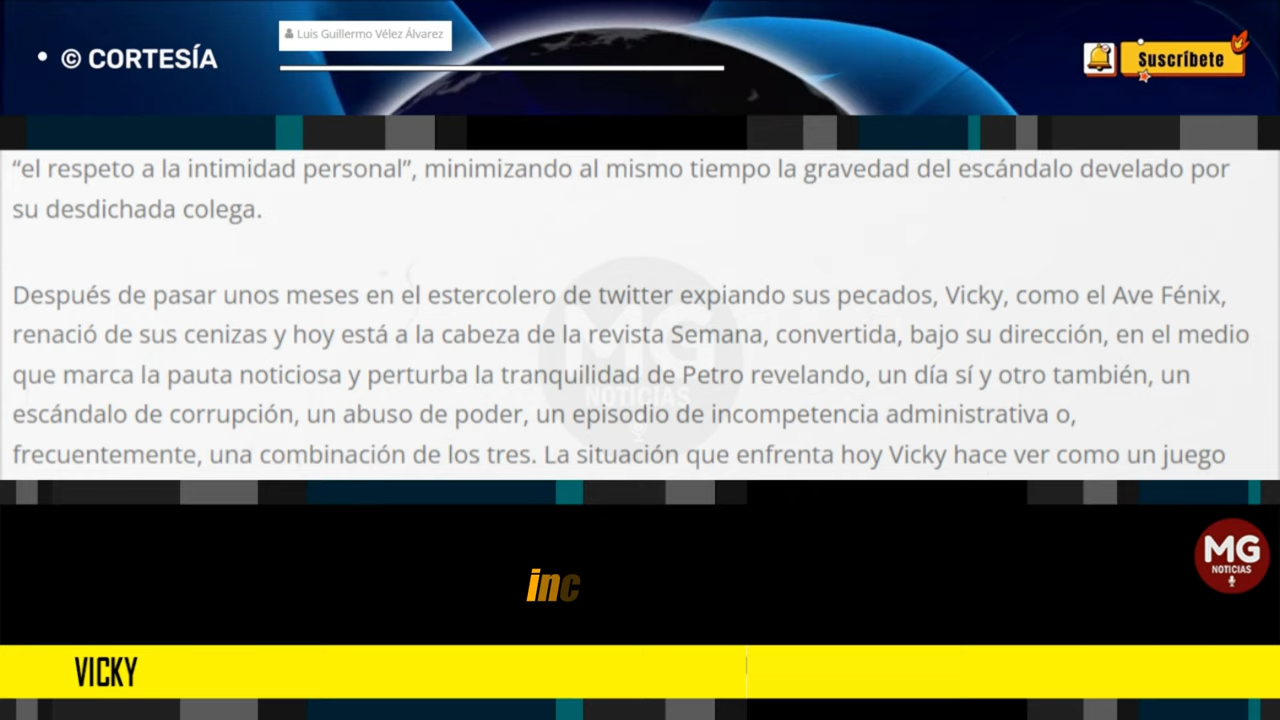 • © CORTESÍA
Luis Guillermo Vélez Álvarez
Suscríbete
“el respeto a la intimidad personal”, minimizando al mismo tiempo la gravedad del escándalo develado por
su desdichada colega.
Después de pasar unos meses en el estercolero de twitter expiando sus pecados, Vicky, como el Ave Fénix,
renació de sus cenizas y hoy está a la cabeza de la revista Semana, convertida, bajo su dirección, en el medio
que marca la pauta noticiosa y perturba la tranquilidad de Petro revelando, un día sí y otro también, un
escándalo de corrupción, un abuso de poder, un episodio de incompetencia administrativa o,
frecuentemente, una combinación de los tres. La situación que enfrenta hoy Vicky hace ver como un juego
MG
NOTICIAS
MG
NOTICIAS
inc
VICKY